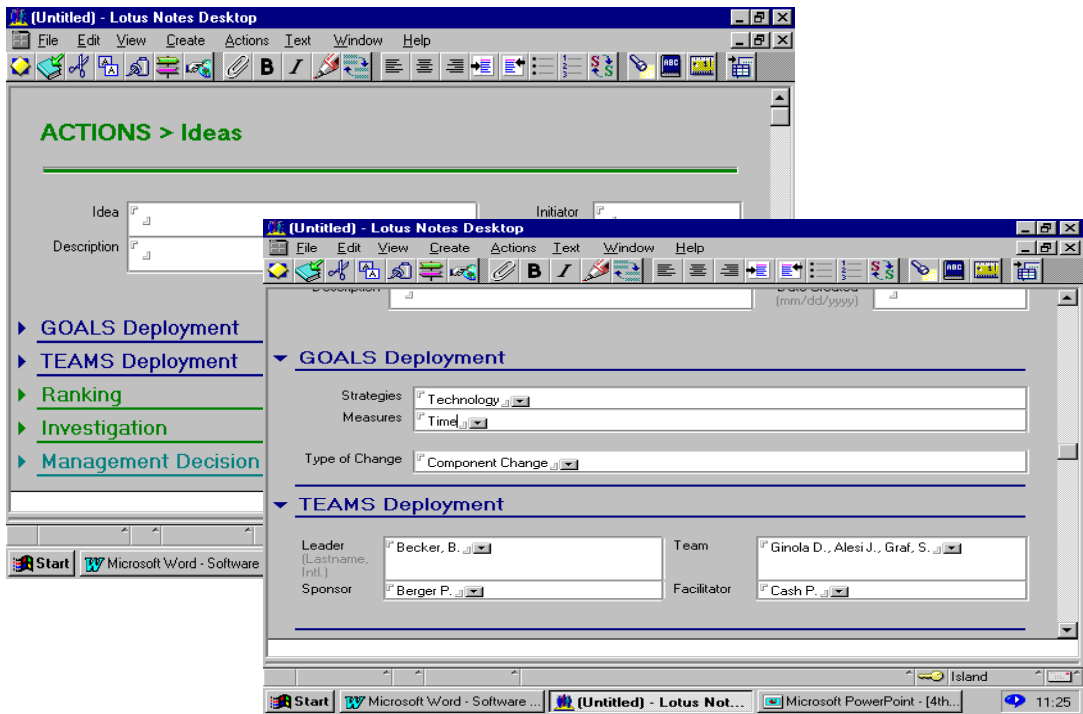 (Untitled) - Lotus Notes Desktop
File Edit View Create Actions Text Window Help
ACTIONS > Ideas
Idea
Initiator
Description
GOALS Deployment
TEAMS Deployment
Ranking
Investigation
Management Decision
Start Microsoft Word - Software
(Untitled) - Lotus Notes Desktop
File Edit View Create Actions Text Window Help
Description Date Created
(mm/dd/yyyy)
GOALS Deployment
Strategies Technology
Measures Time
Type of Change Component Change
TEAMS Deployment
Leader Becker, B. Team Ginola D., Alesi J., Graf, S.
(Lastname,
Intl.)
Sponsor Berger P. Facilitator Cash P.
Island
Start Microsoft Word - Software ... (Untitled) - Lotus Not... Microsoft PowerPoint - [4th... 11:25